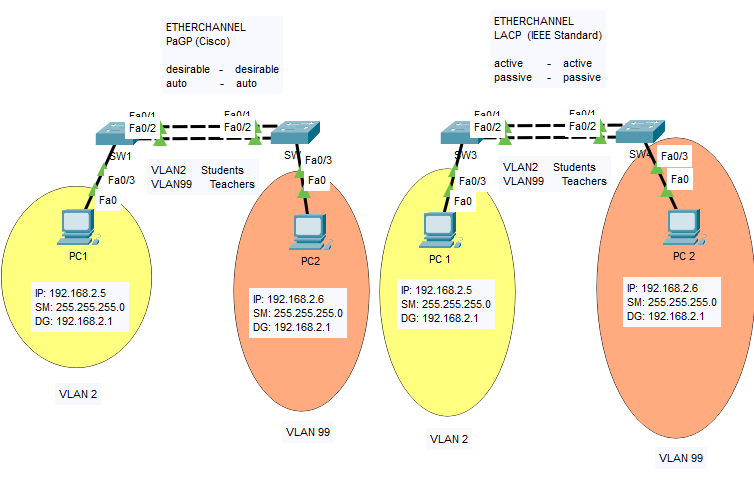 ETHERCHANNEL
PaGP (Cisco)
desirable - desirable
auto - auto
Fa0/1
Fa0/1
Fa0/2
Fa0/2
SW1
SW
Fa0/3
Fa0/3
VLAN2 Students
VLAN99 Teachers
Fa0
Fa0
PC1
PC2
IP: 192.168.2.5
SM: 255.255.255.0
DG: 192.168.2.1
IP: 192.168.2.6
SM: 255.255.255.0
DG: 192.168.2.1
VLAN 2
VLAN 99
ETHERCHANNEL
LACP (IEEE Standard)
active - active
passive - passive
Fa0/1
Fa0/1
Fa0/2
Fa0/2
SW3
SW4
Fa0/3
Fa0/3
VLAN2 Students
VLAN99 Teachers
Fa0
Fa0
PC 1
PC 2
IP: 192.168.2.5
SM: 255.255.255.0
DG: 192.168.2.1
IP: 192.168.2.6
SM: 255.255.255.0
DG: 192.168.2.1
VLAN 2
VLAN 99